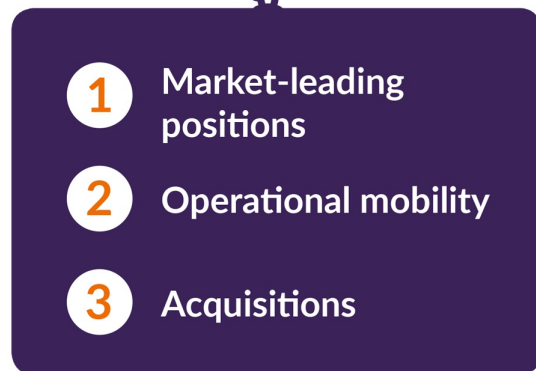 1 Market-leading
positions
2 Operational mobility
3 Acquisitions